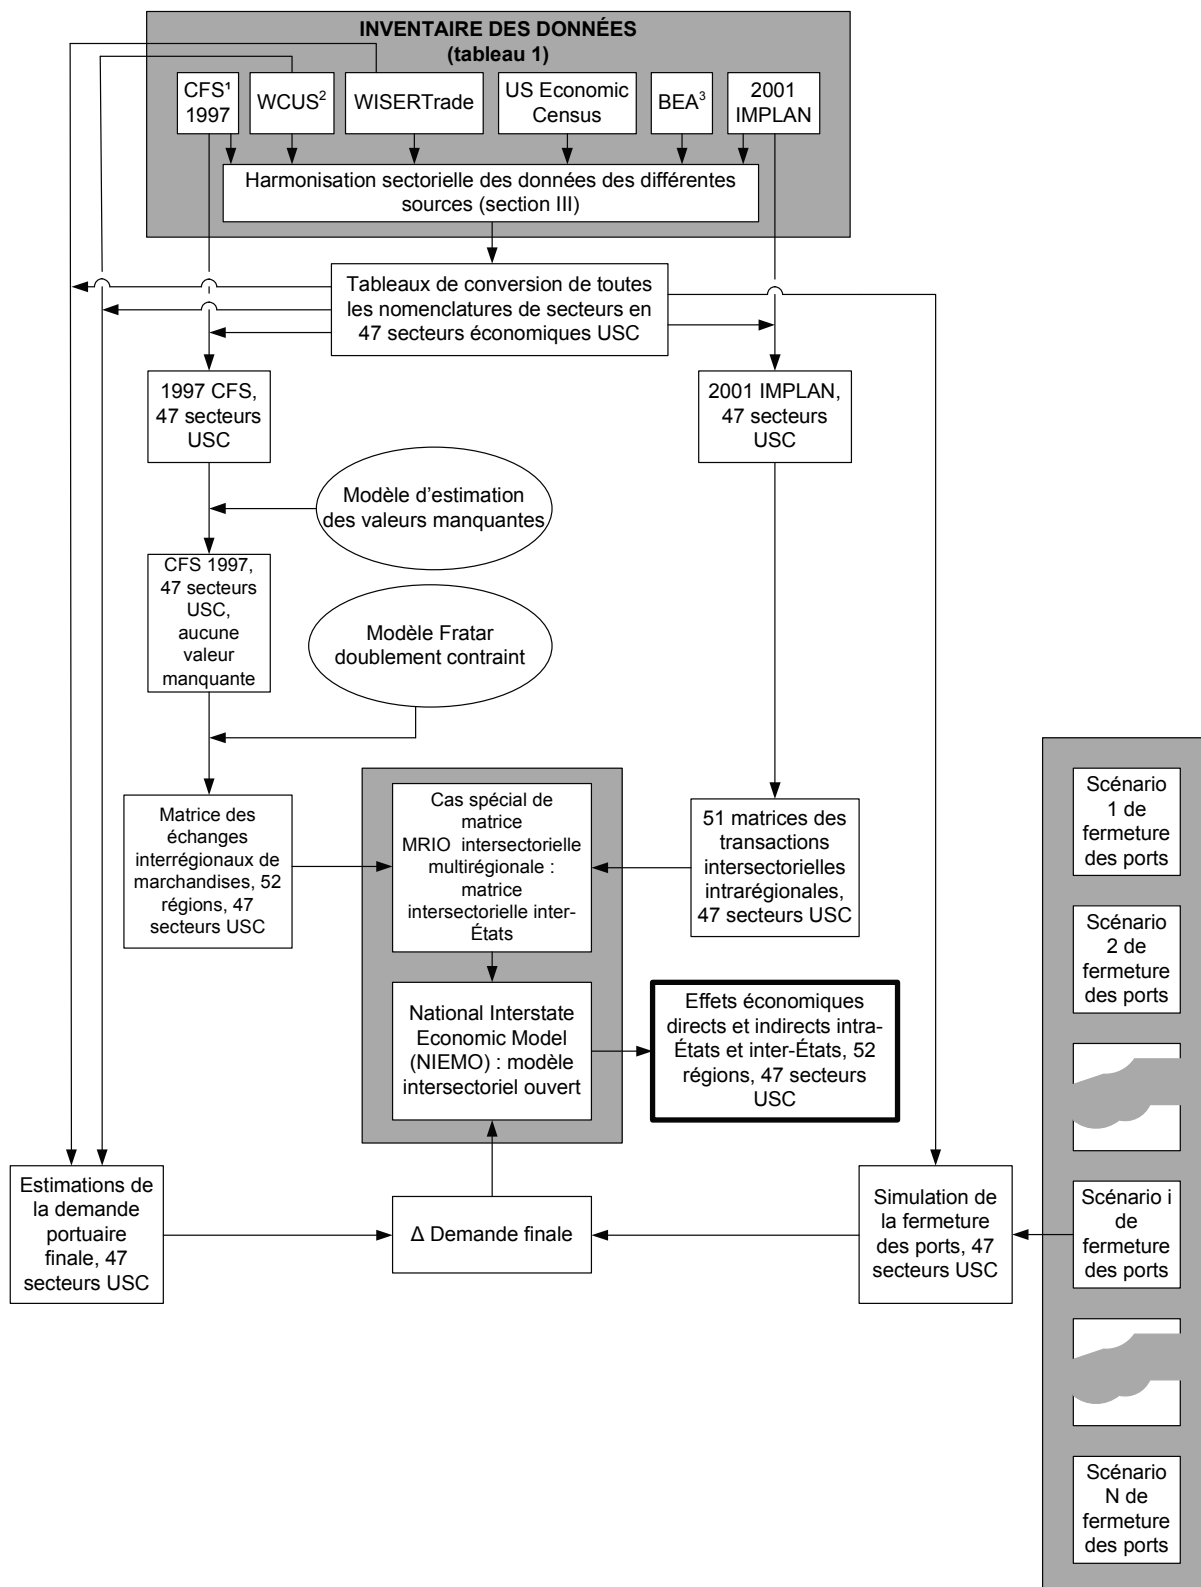 INVENTAIRE DES DONNÉES
(tableau 1)
CFS¹
1997
WCUS²
WISERTrade
US Economic
Census
BEA³
2001
IMPLAN
Harmonisation sectorielle des données des différentes
sources (section III)
Tableaux de conversion de toutes
les nomenclatures de secteurs en
47 secteurs économiques USC
1997 CFS,
47 secteurs
USC
2001 IMPLAN,
47 secteurs
USC
Modèle d'estimation
des valeurs manquantes
CFS 1997,
47 secteurs
USC,
aucune
valeur
manquante
Modèle Fratar
doublement contraint
Matrice des
échanges
interrégionaux de
marchandises, 52
régions, 47
secteurs USC
Cas spécial de
matrice
MRIO intersectorielle
multirégionale :
matrice
intersectorielle inter-
États
51 matrices des
transactions
intersectorielles
intrarégionales,
47 secteurs USC
National Interstate
Economic Model
(NIEMO) : modèle
intersectoriel ouvert
Effets économiques
directs et indirects intra-
États et inter-États, 52
régions, 47 secteurs
USC
Estimations de
la demande
portuaire
finale, 47
secteurs USC
Δ Demande finale
Simulation de
la fermeture
des ports, 47
secteurs USC
Scénario
1 de
fermeture
des ports
Scénario
2 de
fermeture
des ports
Scénario i
de
fermeture
des ports
Scénario
N de
fermeture
des ports